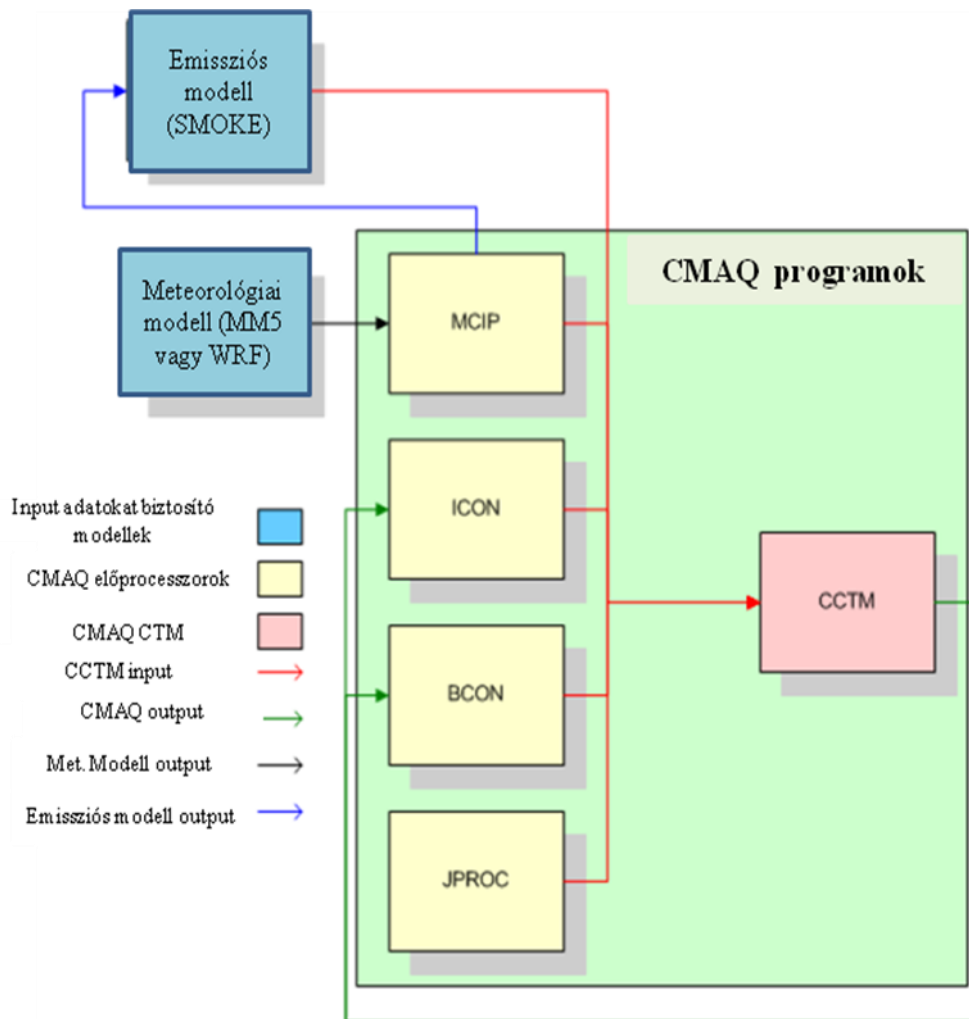 Emissziós
modell
(SMOKE)
Meteorológiai
modell (MM5
vagy WRF)
CMAQ programok
MCIP
ICON
BCON
JPROC
CCTM
Input adatokat biztosító
modellek
CMAQ előprocesszorok
CMAQ CTM
CCTM input
CMAQ output
Met. Modell output
Emissziós modell output